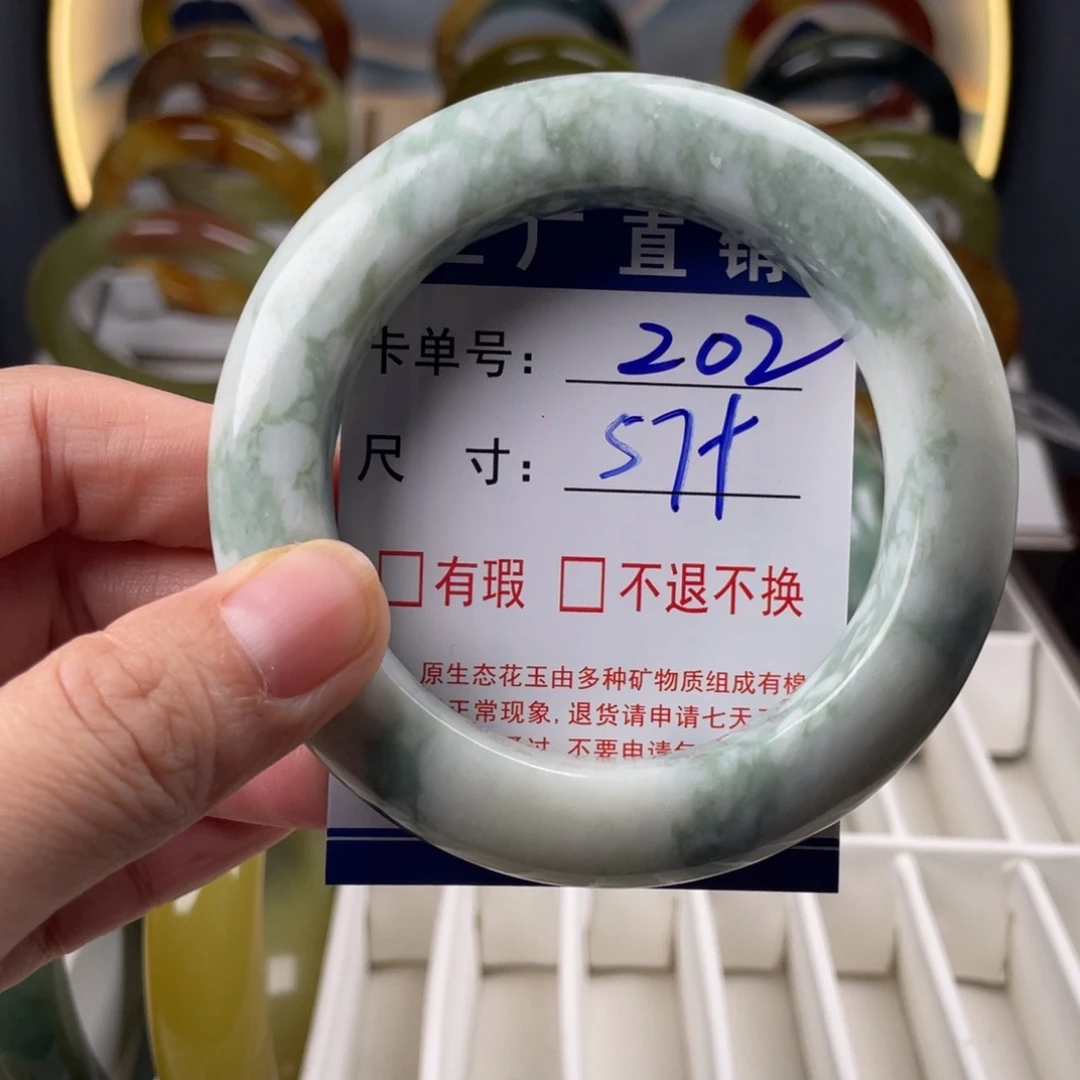 工厂直销
卡单号: 202
尺 寸: 57+
□有瑕 □不退不换
原生态花玉由多种矿物质组成有棉
正常现象, 退货请申请七天
不要申请